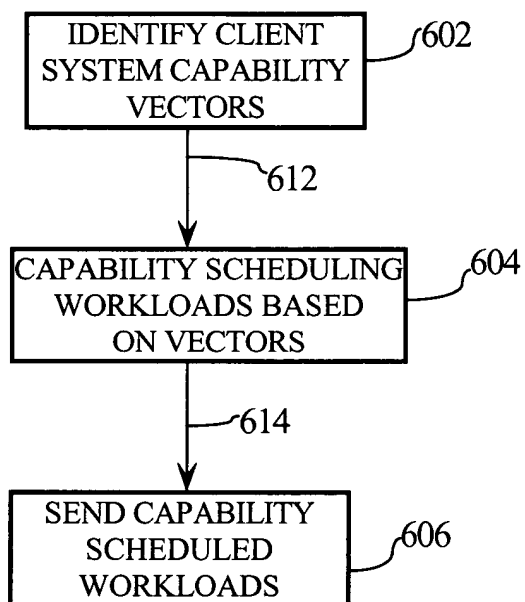 IDENTIFY CLIENT
SYSTEM CAPABILITY
VECTORS
602
612
CAPABILITY SCHEDULING
WORKLOADS BASED
ON VECTORS
604
614
SEND CAPABILITY
SCHEDULED
WORKLOADS
606